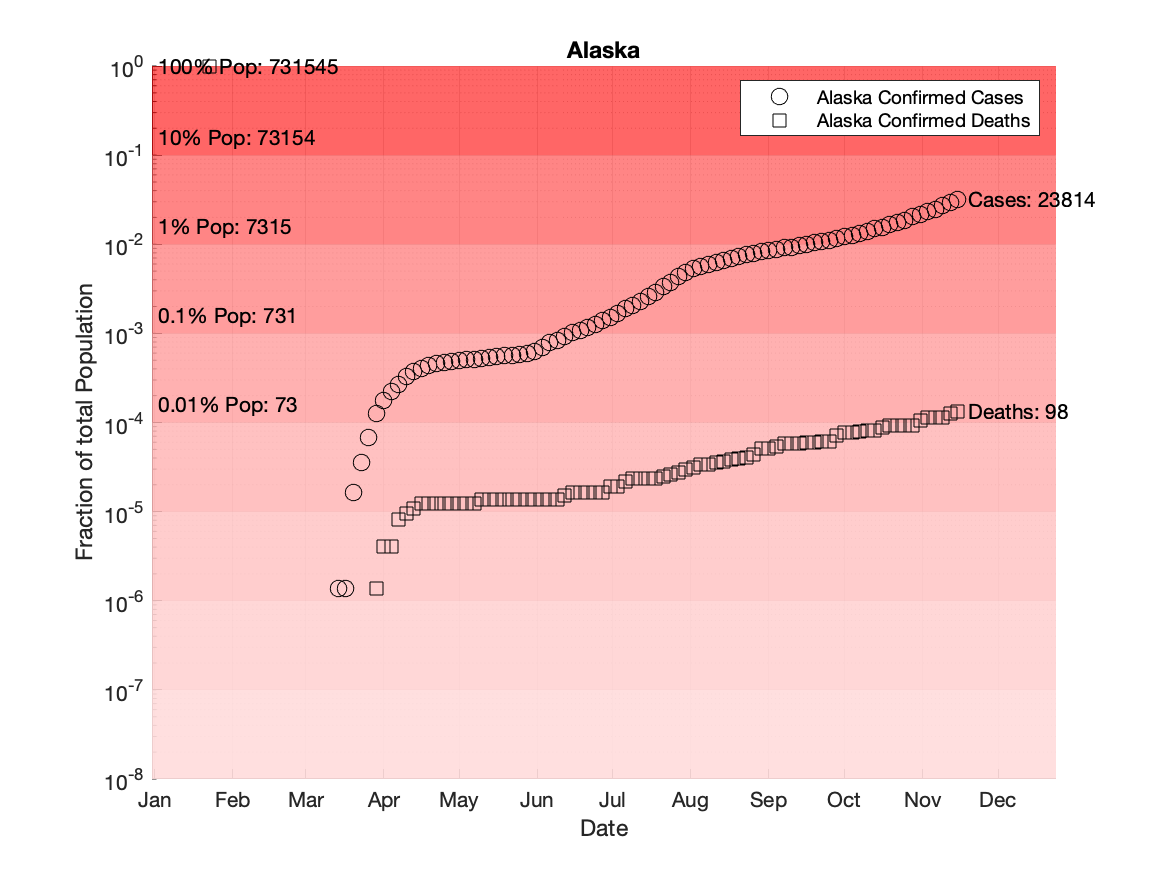 Alaska
10^0
100% Pop: 731545
Alaska Confirmed Cases
Alaska Confirmed Deaths
10% Pop: 73154
10^-1
Cases: 23814
1% Pop: 7315
10^-2
0.1% Pop: 731
10^-3
0.01% Pop: 73
Deaths: 98
10^-4
10^-5
10^-6
10^-7
10^-8
Fraction of total Population
Jan Feb Mar Apr May Jun Jul Aug Sep Oct Nov Dec
Date